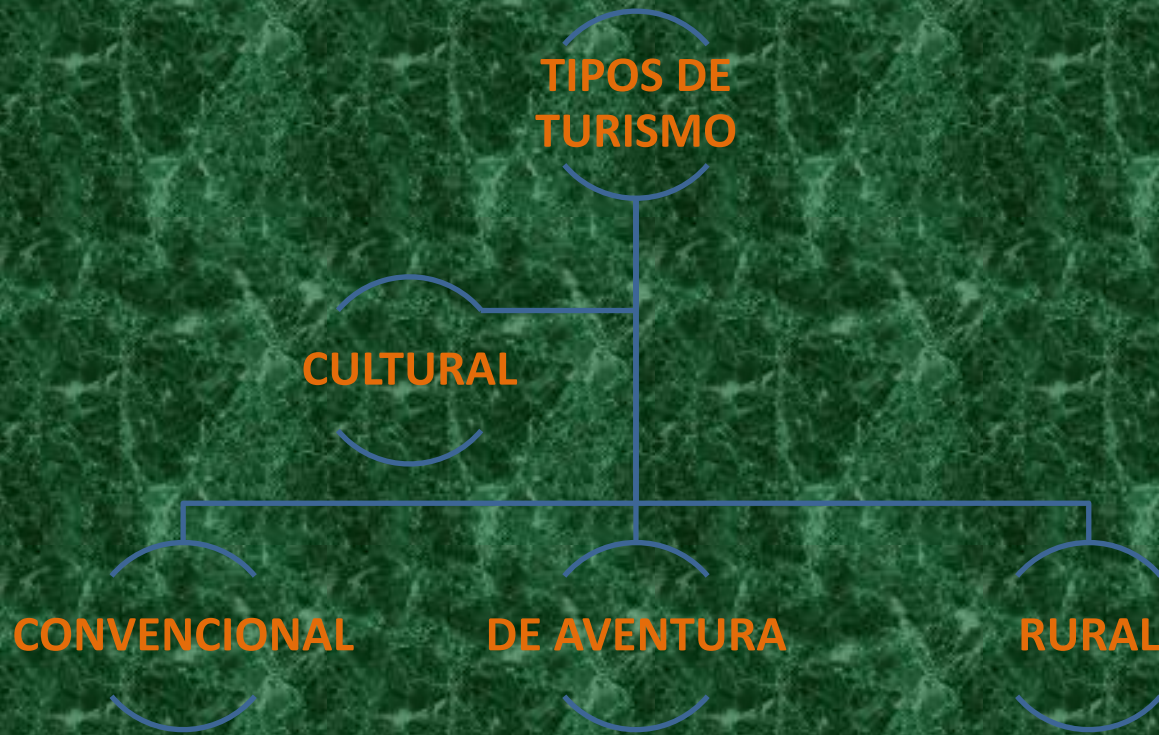 TIPOS DE
TURISMO
CULTURAL
CONVENCIONAL
DE AVENTURA
RURAL